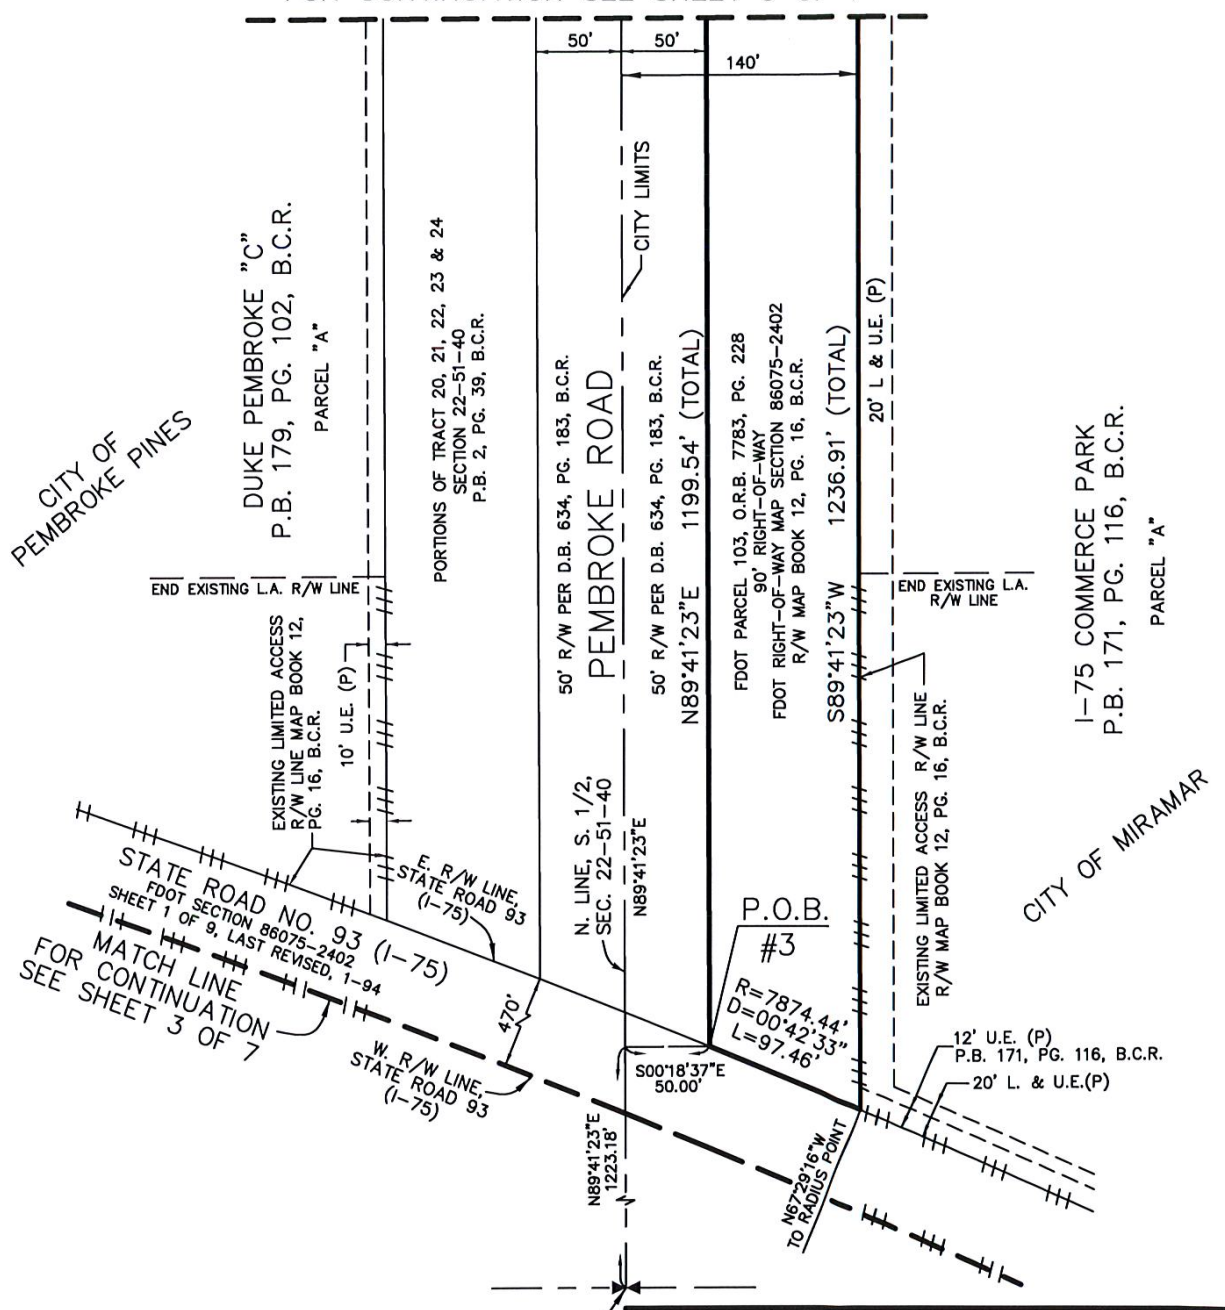 50'
50'
140'
CITY LIMITS
CITY OF
PEMBROKE PINES
DUKE PEMBROKE "C"
P.B. 179, PG. 102, B.C.R.
PARCEL "A"
PORTIONS OF TRACT 20, 21, 22, 23 & 24
SECTION 22-51-40
P.B. 2, PG. 39, B.C.R.
50' R/W PER D.B. 634, PG. 183, B.C.R.
PEMBROKE ROAD
50' R/W PER D.B. 634, PG. 183, B.C.R.
N89°41'23"E 1199.54' (TOTAL)
FDOT PARCEL 103, O.R.B. 7783, PG. 228
90' RIGHT-OF-WAY
FDOT RIGHT-OF-WAY MAP SECTION 86075-2402
R/W MAP BOOK 12, PG. 16, B.C.R.
S89°41'23"W 1236.91' (TOTAL)
20' L & U.E. (P)
I-75 COMMERCE PARK
P.B. 171, PG. 116, B.C.R.
PARCEL "A"
END EXISTING L.A. R/W LINE
END EXISTING L.A.
R/W LINE
EXISTING LIMITED ACCESS
R/W LINE MAP BOOK 12,
PG. 16, B.C.R.
10' U.E. (P)
EXISTING LIMITED ACCESS R/W LINE
R/W MAP BOOK 12, PG. 16, B.C.R.
CITY OF MIRAMAR
STATE ROAD NO. 93 (I-75)
FDOT SECTION 86075-2402
SHEET 1 OF 9, LAST REVISED, 1-94
MATCH LINE
FOR CONTINUATION
SEE SHEET 3 OF 7
E. R/W LINE,
STATE ROAD 93
(I-75)
N. LINE, S. 1/2,
SEC. 22-51-40
N89°41'23"E
P.O.B.
#3
R=7874.44'
D=00°42'33"
L=97.46'
470'
W. R/W LINE,
STATE ROAD 93
(I-75)
S00°18'37"E
50.00'
N89°41'23"E
1223.18'
N67°29'16"W
TO RADIUS POINT
12' U.E. (P)
P.B. 171, PG. 116, B.C.R.
20' L. & U.E.(P)